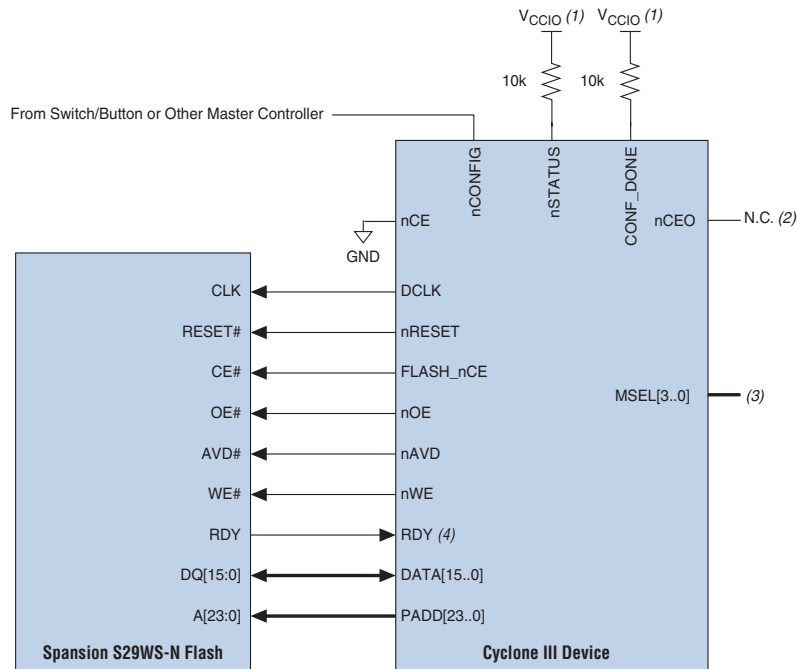 VCCIO (1) VCCIO (1)
10k 10k
From Switch/Button or Other Master Controller
nCONFIG
nSTATUS
CONF_DONE
nCE
nCEO
N.C. (2)
GND
CLK DCLK
RESET# nRESET
CE# FLASH_nCE
MSEL[3..0] (3)
OE# nOE
AVD# nAVD
WE# nWE
RDY RDY (4)
DQ[15:0] DATA[15..0]
A[23:0] PADD[23..0]
Spansion S29WS-N Flash Cyclone III Device